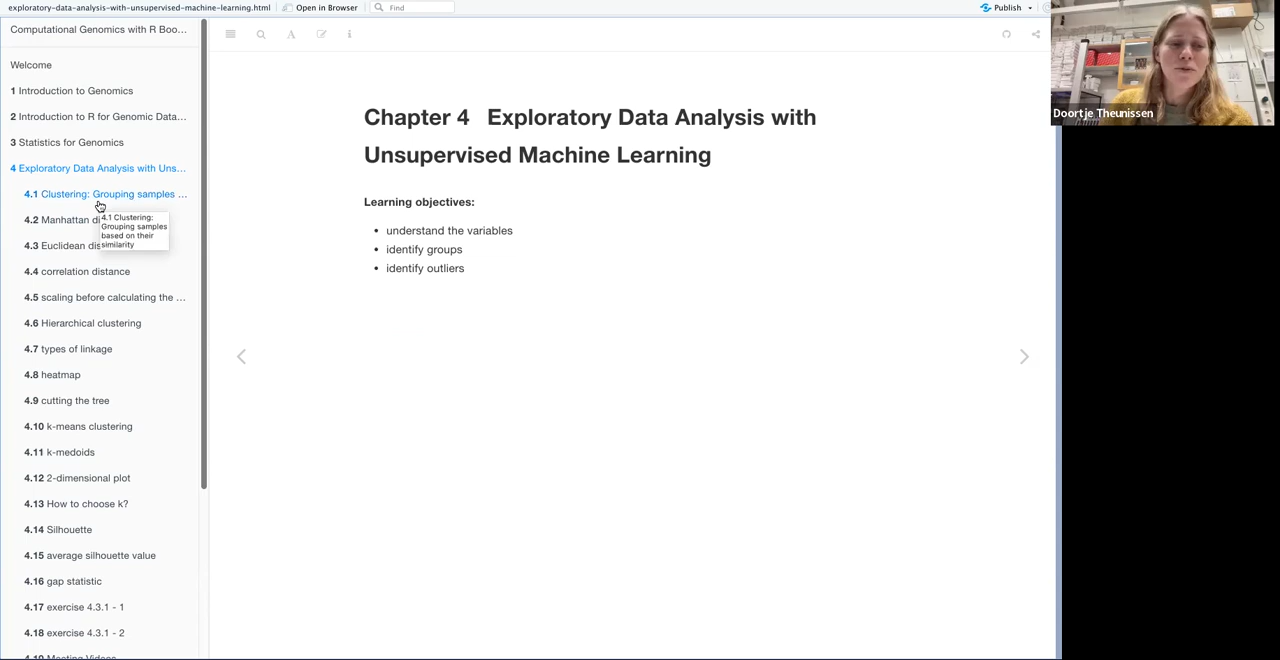 exploratory-data-analysis-with-unsupervised-machine-learning.html
Open in Browser
Find
Publish
Computational Genomics with R Boo...
Welcome
1 Introduction to Genomics
2 Introduction to R for Genomic Data...
3 Statistics for Genomics
4 Exploratory Data Analysis with Uns...
4.1 Clustering: Grouping samples ...
4.2 Manhattan di
4.1 Clustering:
Grouping samples
based on their
similarity
4.3 Euclidean dis
4.4 correlation distance
4.5 scaling before calculating the ...
4.6 Hierarchical clustering
4.7 types of linkage
4.8 heatmap
4.9 cutting the tree
4.10 k-means clustering
4.11 k-medoids
4.12 2-dimensional plot
4.13 How to choose k?
4.14 Silhouette
4.15 average silhouette value
4.16 gap statistic
4.17 exercise 4.3.1 - 1
4.18 exercise 4.3.1 - 2
4.19 Meeting Videos
A
i
Chapter 4 Exploratory Data Analysis with
Unsupervised Machine Learning
Learning objectives:
• understand the variables
• identify groups
• identify outliers
Doortje Theunissen